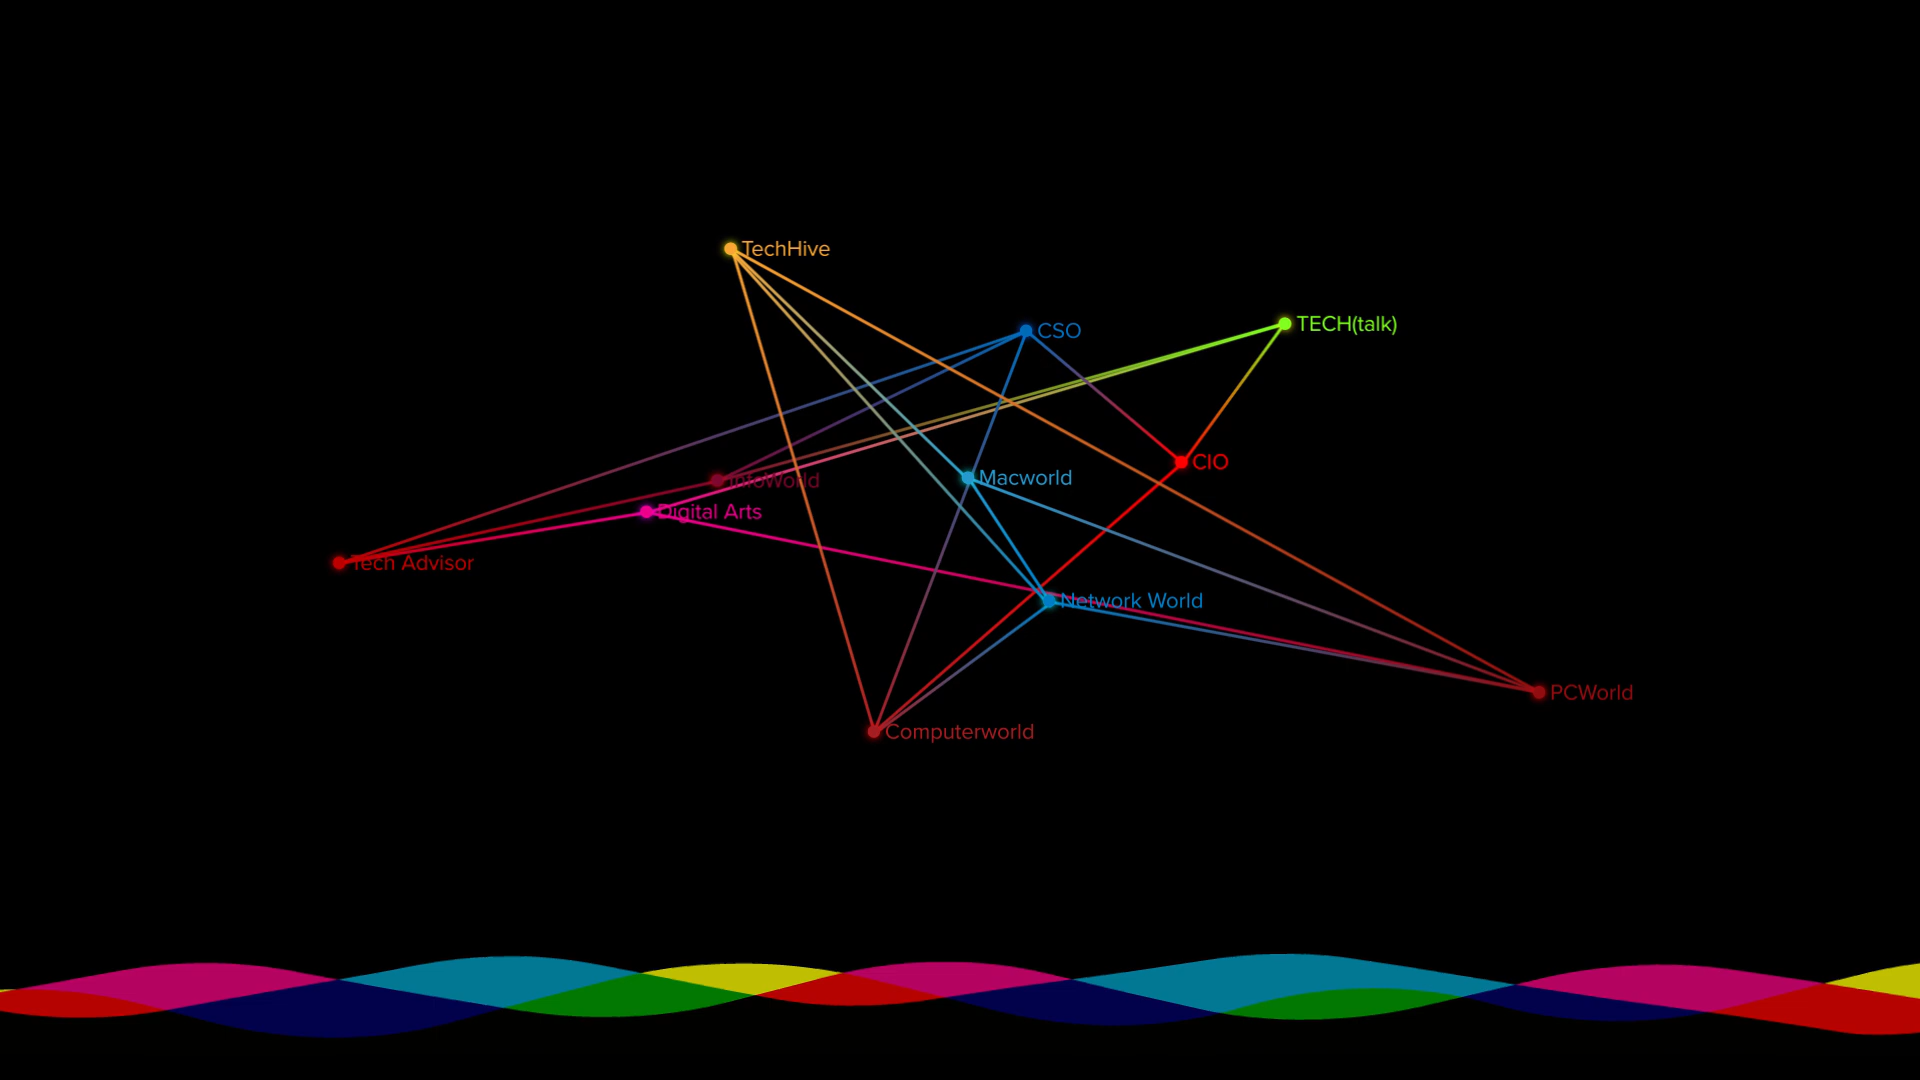 TechHive
TECH(talk)
CSO
CIO
Macworld
InfoWorld
Digital Arts
Tech Advisor
Network World
PCWorld
Computerworld